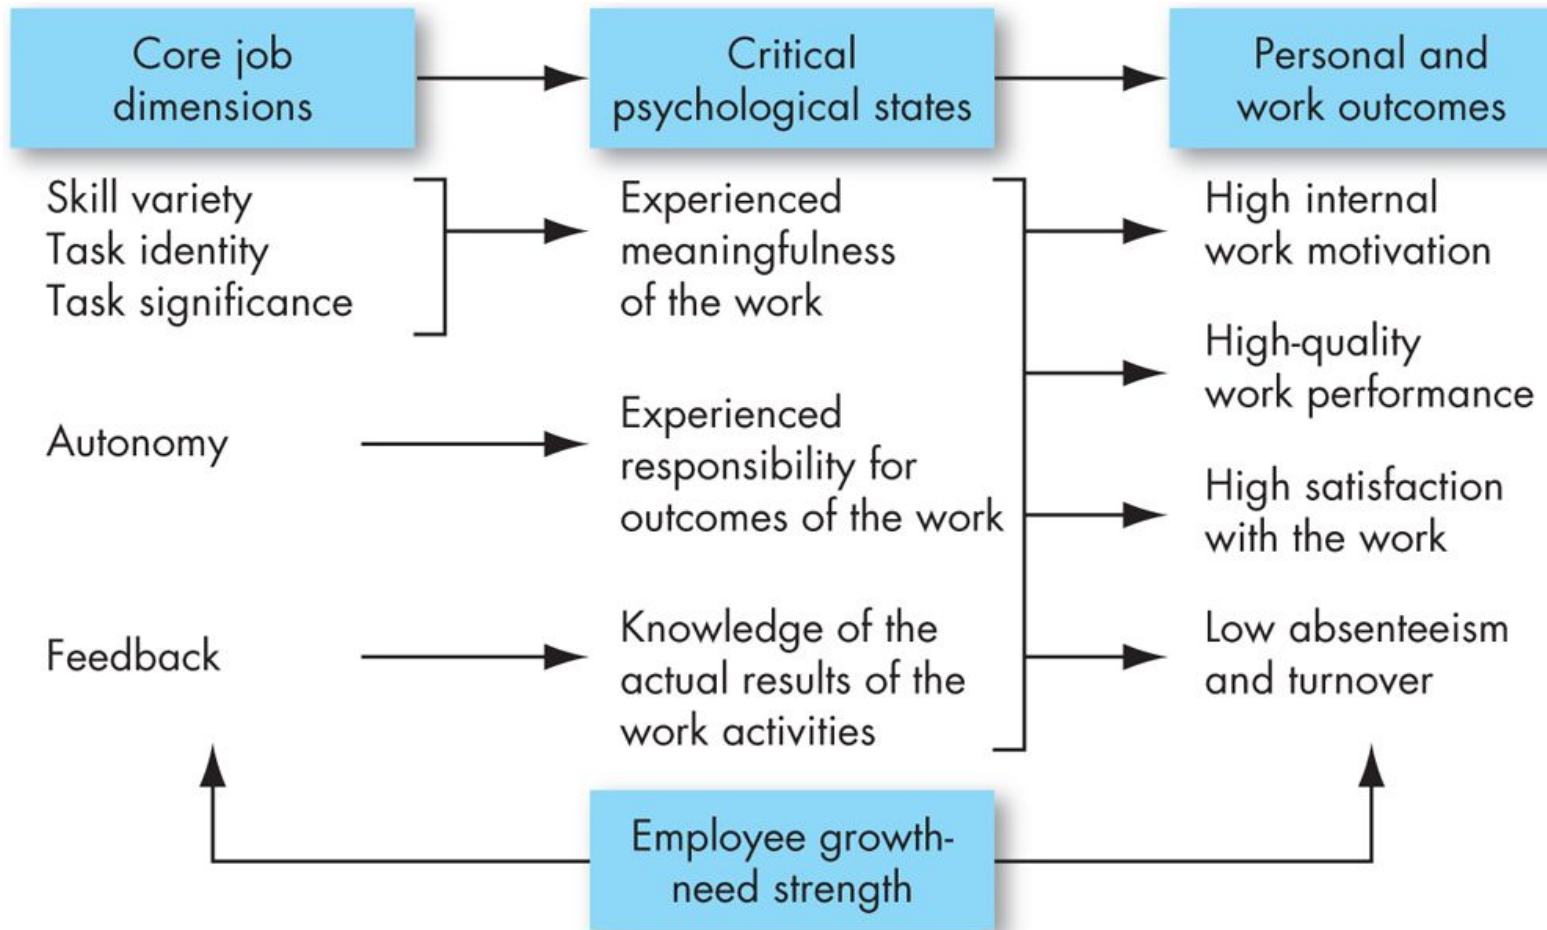 Core job
dimensions
Critical
psychological states
Personal and
work outcomes
Skill variety
Task identity
Task significance
Experienced
meaningfulness
of the work
High internal
work motivation
High-quality
work performance
Autonomy
Experienced
responsibility for
outcomes of the work
High satisfaction
with the work
Feedback
Knowledge of the
actual results of the
work activities
Low absenteeism
and turnover
Employee growth-
need strength